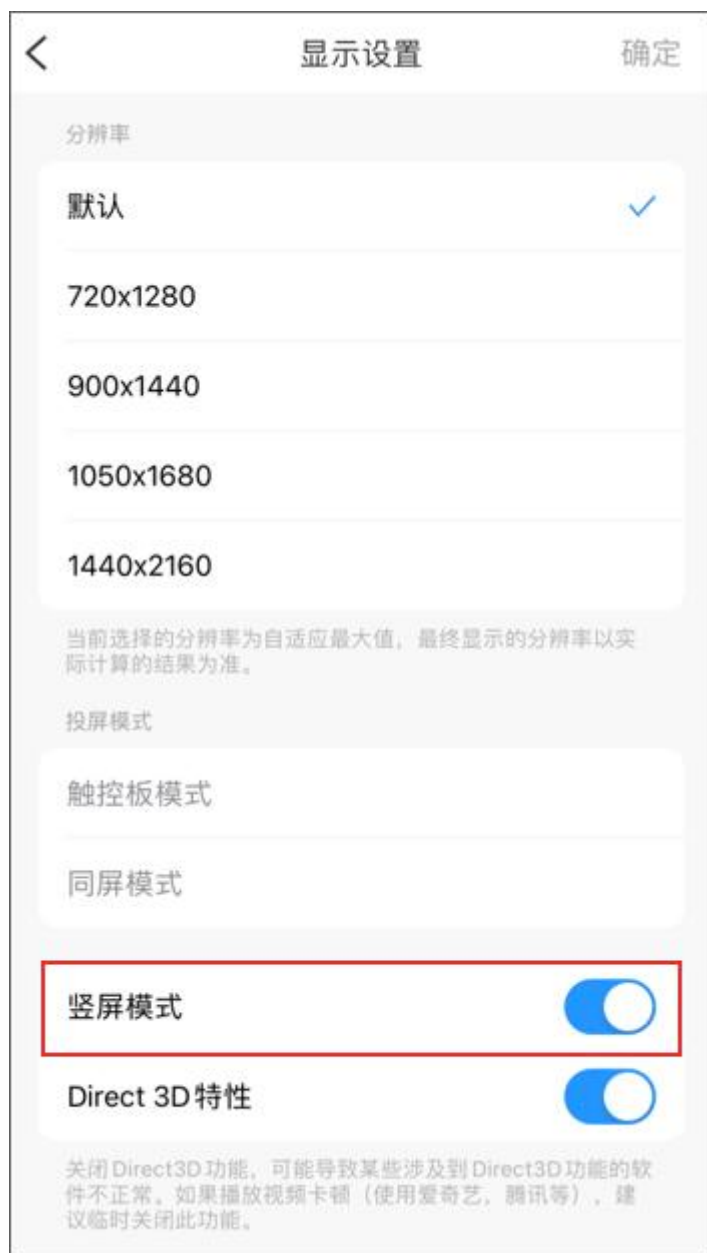 显示设置 确定
分辨率
默认
720x1280
900x1440
1050x1680
1440x2160
当前选择的分辨率为自适应最大值，最终显示的分辨率以实
际计算的结果为准。
投屏模式
触控板模式
同屏模式
竖屏模式
Direct 3D特性
关闭Direct3D功能，可能导致某些涉及到Direct3D功能的软
件不正常。如果播放视频卡顿（使用爱奇艺，腾讯等），建
议临时关闭此功能。